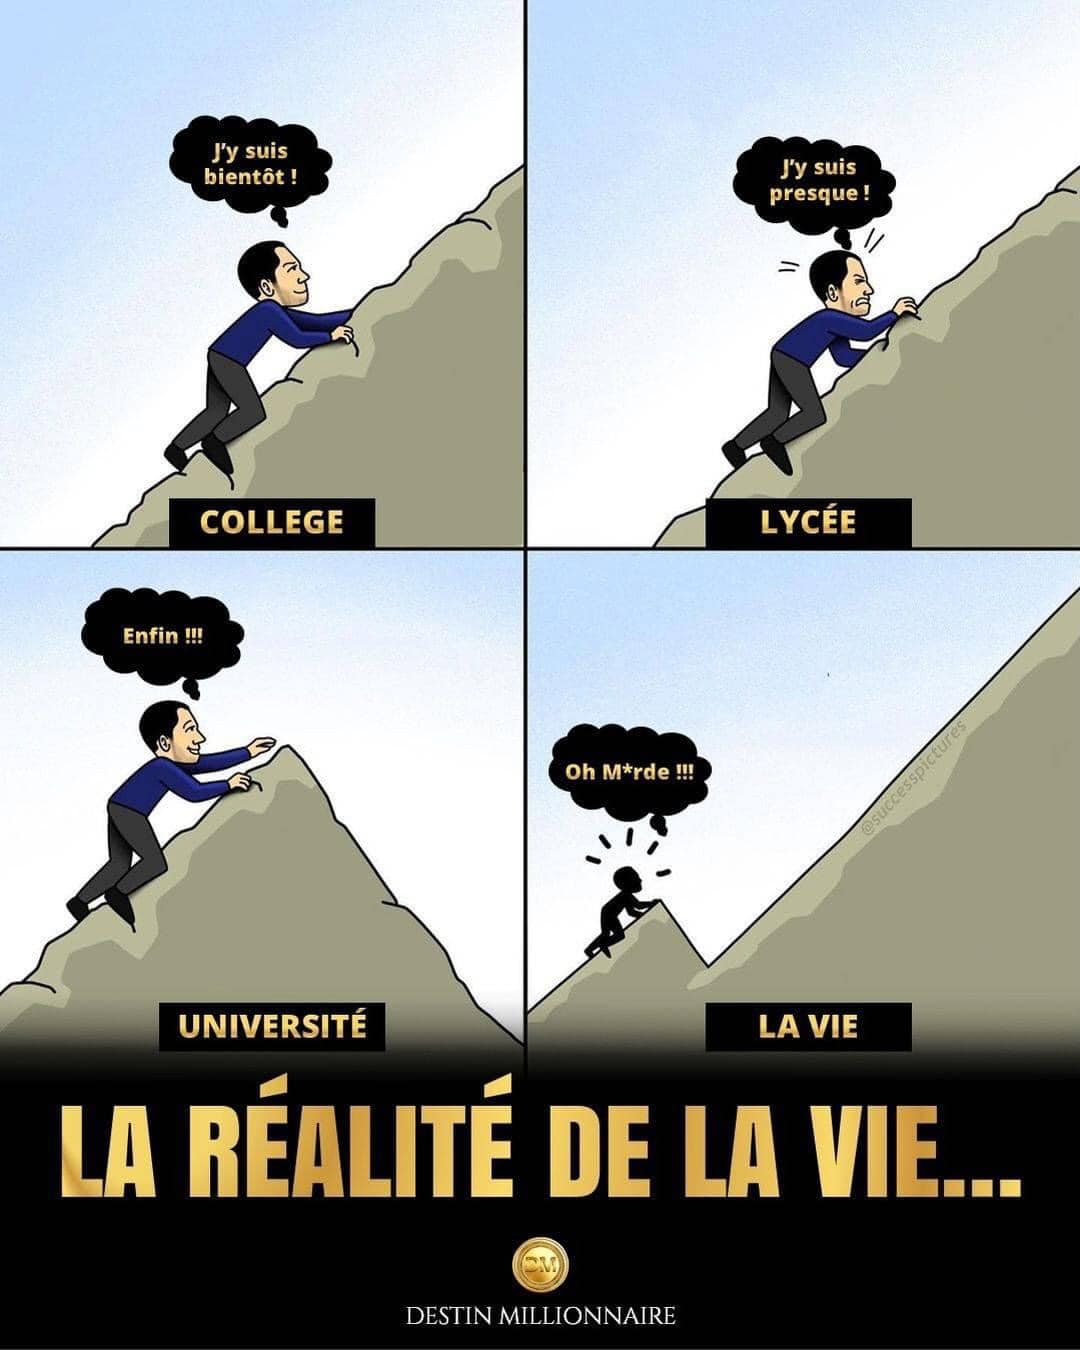 J'y suis
bientôt !
COLLEGE
J'y suis
presque !
LYCÉE
Enfin !!!
UNIVERSITÉ
Oh M*rde !!!
@successpictures
LA VIE
LA RÉALITÉ DE LA VIE...
DM
DESTIN MILLIONNAIRE